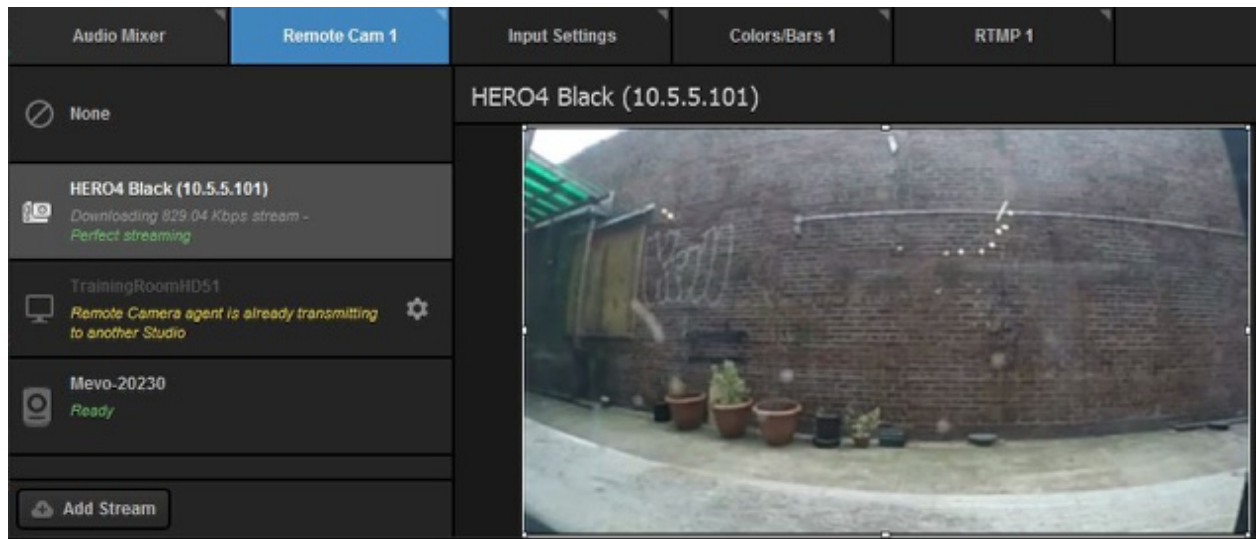 Audio Mixer
Remote Cam 1
Input Settings
Colors/Bars 1
RTMP 1
None
HERO4 Black (10.5.5.101)
HERO4 Black (10.5.5.101)
Downloading 829.04 Kbps stream -
Perfect streaming
TrainingRoomHD51
Remote Camera agent is already transmitting
to another Studio
Mevo-20230
Ready
Add Stream